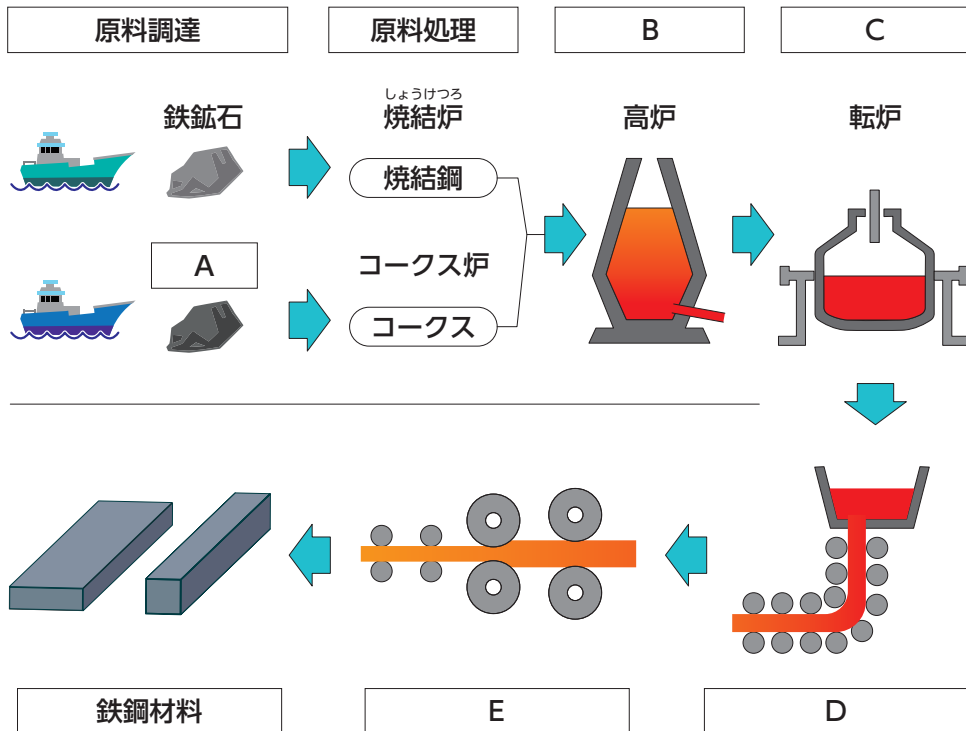 原料調達
原料処理
B
C
鉄鉱石
しょうけつろ
焼結炉
高炉
転炉
焼結鋼
A
コークス炉
コークス
鉄鋼材料
E
D